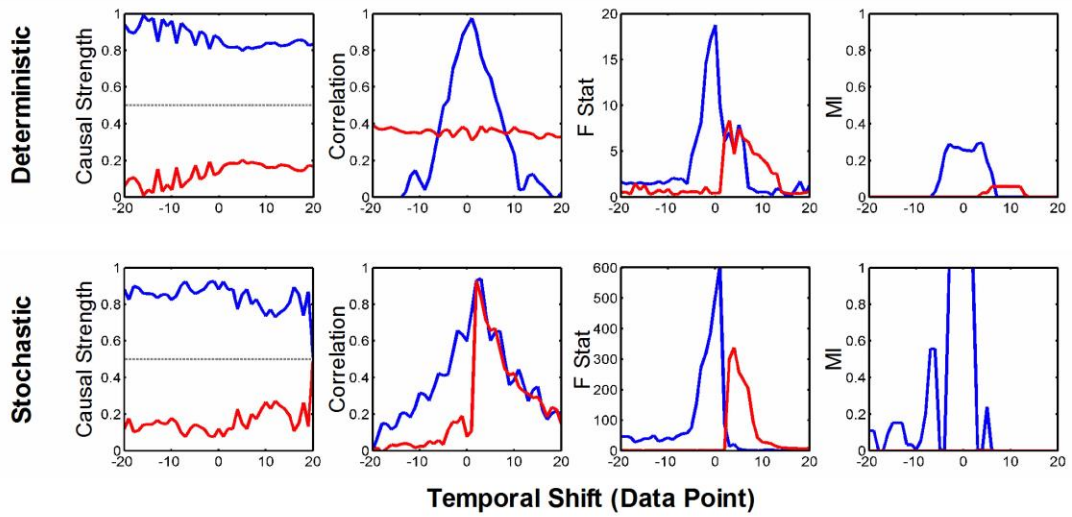 Deterministic
Causal Strength
1
0.8
0.6
0.4
0.2
0
-20 -10 0 10 20
Correlation
1
0.8
0.6
0.4
0.2
0
-20 -10 0 10 20
F Stat
20
15
10
5
0
-20 -10 0 10 20
MI
1
0.8
0.6
0.4
0.2
0
-20 -10 0 10 20
Stochastic
Causal Strength
1
0.8
0.6
0.4
0.2
0
-20 -10 0 10 20
Correlation
1
0.8
0.6
0.4
0.2
0
-20 -10 0 10 20
F Stat
600
500
400
300
200
100
0
-20 -10 0 10 20
MI
1
0.8
0.6
0.4
0.2
0
-20 -10 0 10 20
Temporal Shift (Data Point)